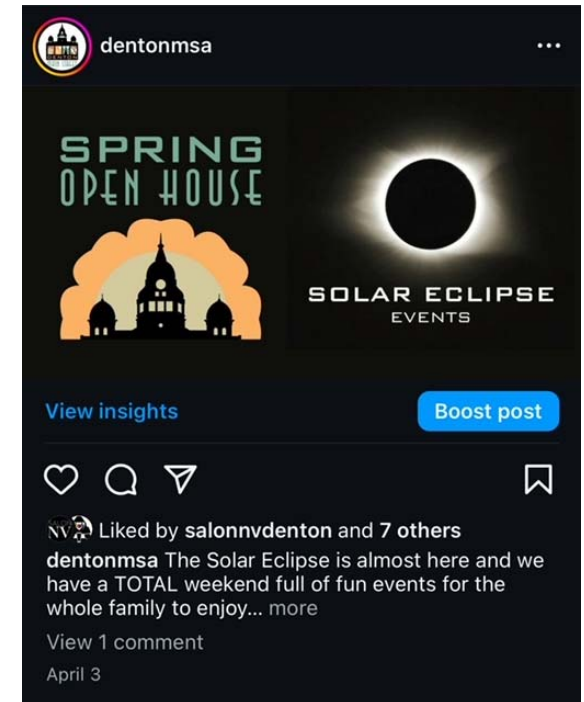 dentonmsa
SPRING
OPEN HOUSE
SOLAR ECLIPSE
EVENTS
View insights
Boost post
NV
Liked by salonnvdenton and 7 others
dentonmsa The Solar Eclipse is almost here and we
have a TOTAL weekend full of fun events for the
whole family to enjoy... more
View 1 comment
April 3